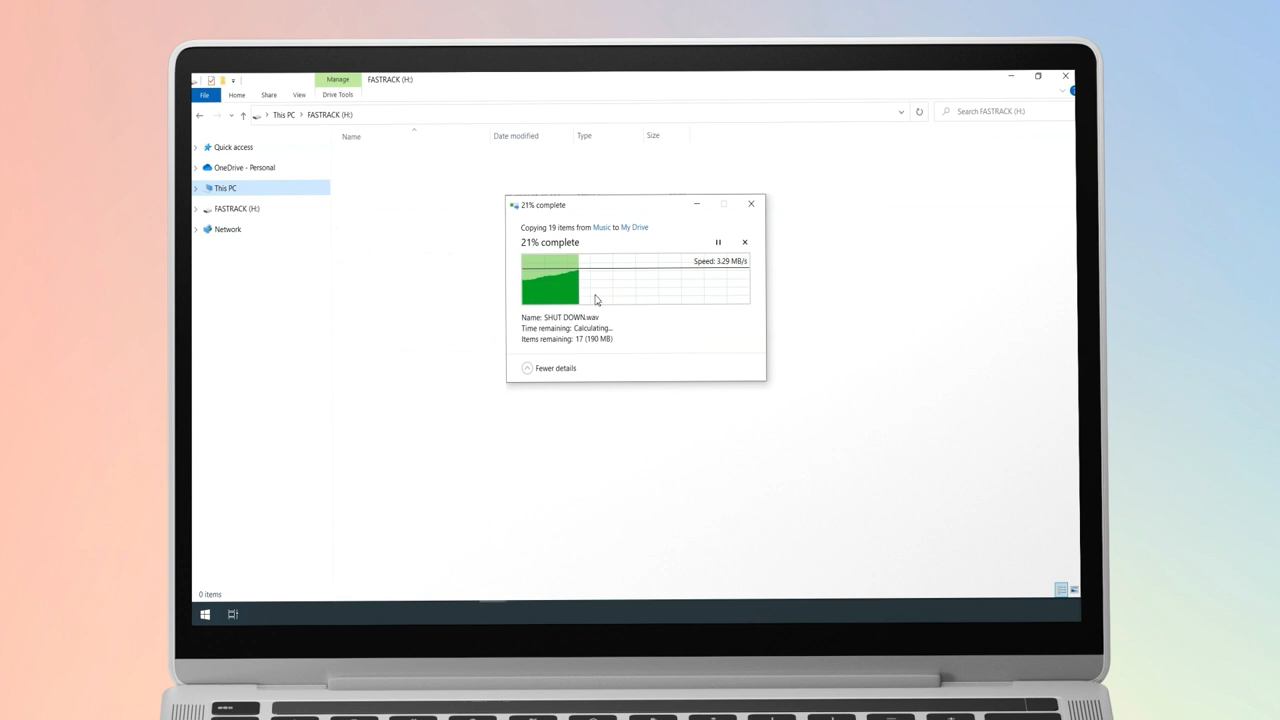 Manage
FASTRACK (H:)
File
Home
Share
View
Drive Tools
This PC
FASTRACK (H:)
Search FASTRACK (H:)
Name
Date modified
Type
Size
Quick access
OneDrive - Personal
This PC
FASTRACK (H:)
Network
21% complete
Copying 19 items from Music to My Drive
21% complete
Speed: 3.29 MB/s
Name: SHUT DOWN.wav
Time remaining: Calculating...
Items remaining: 17 (190 MB)
Fewer details
0 items